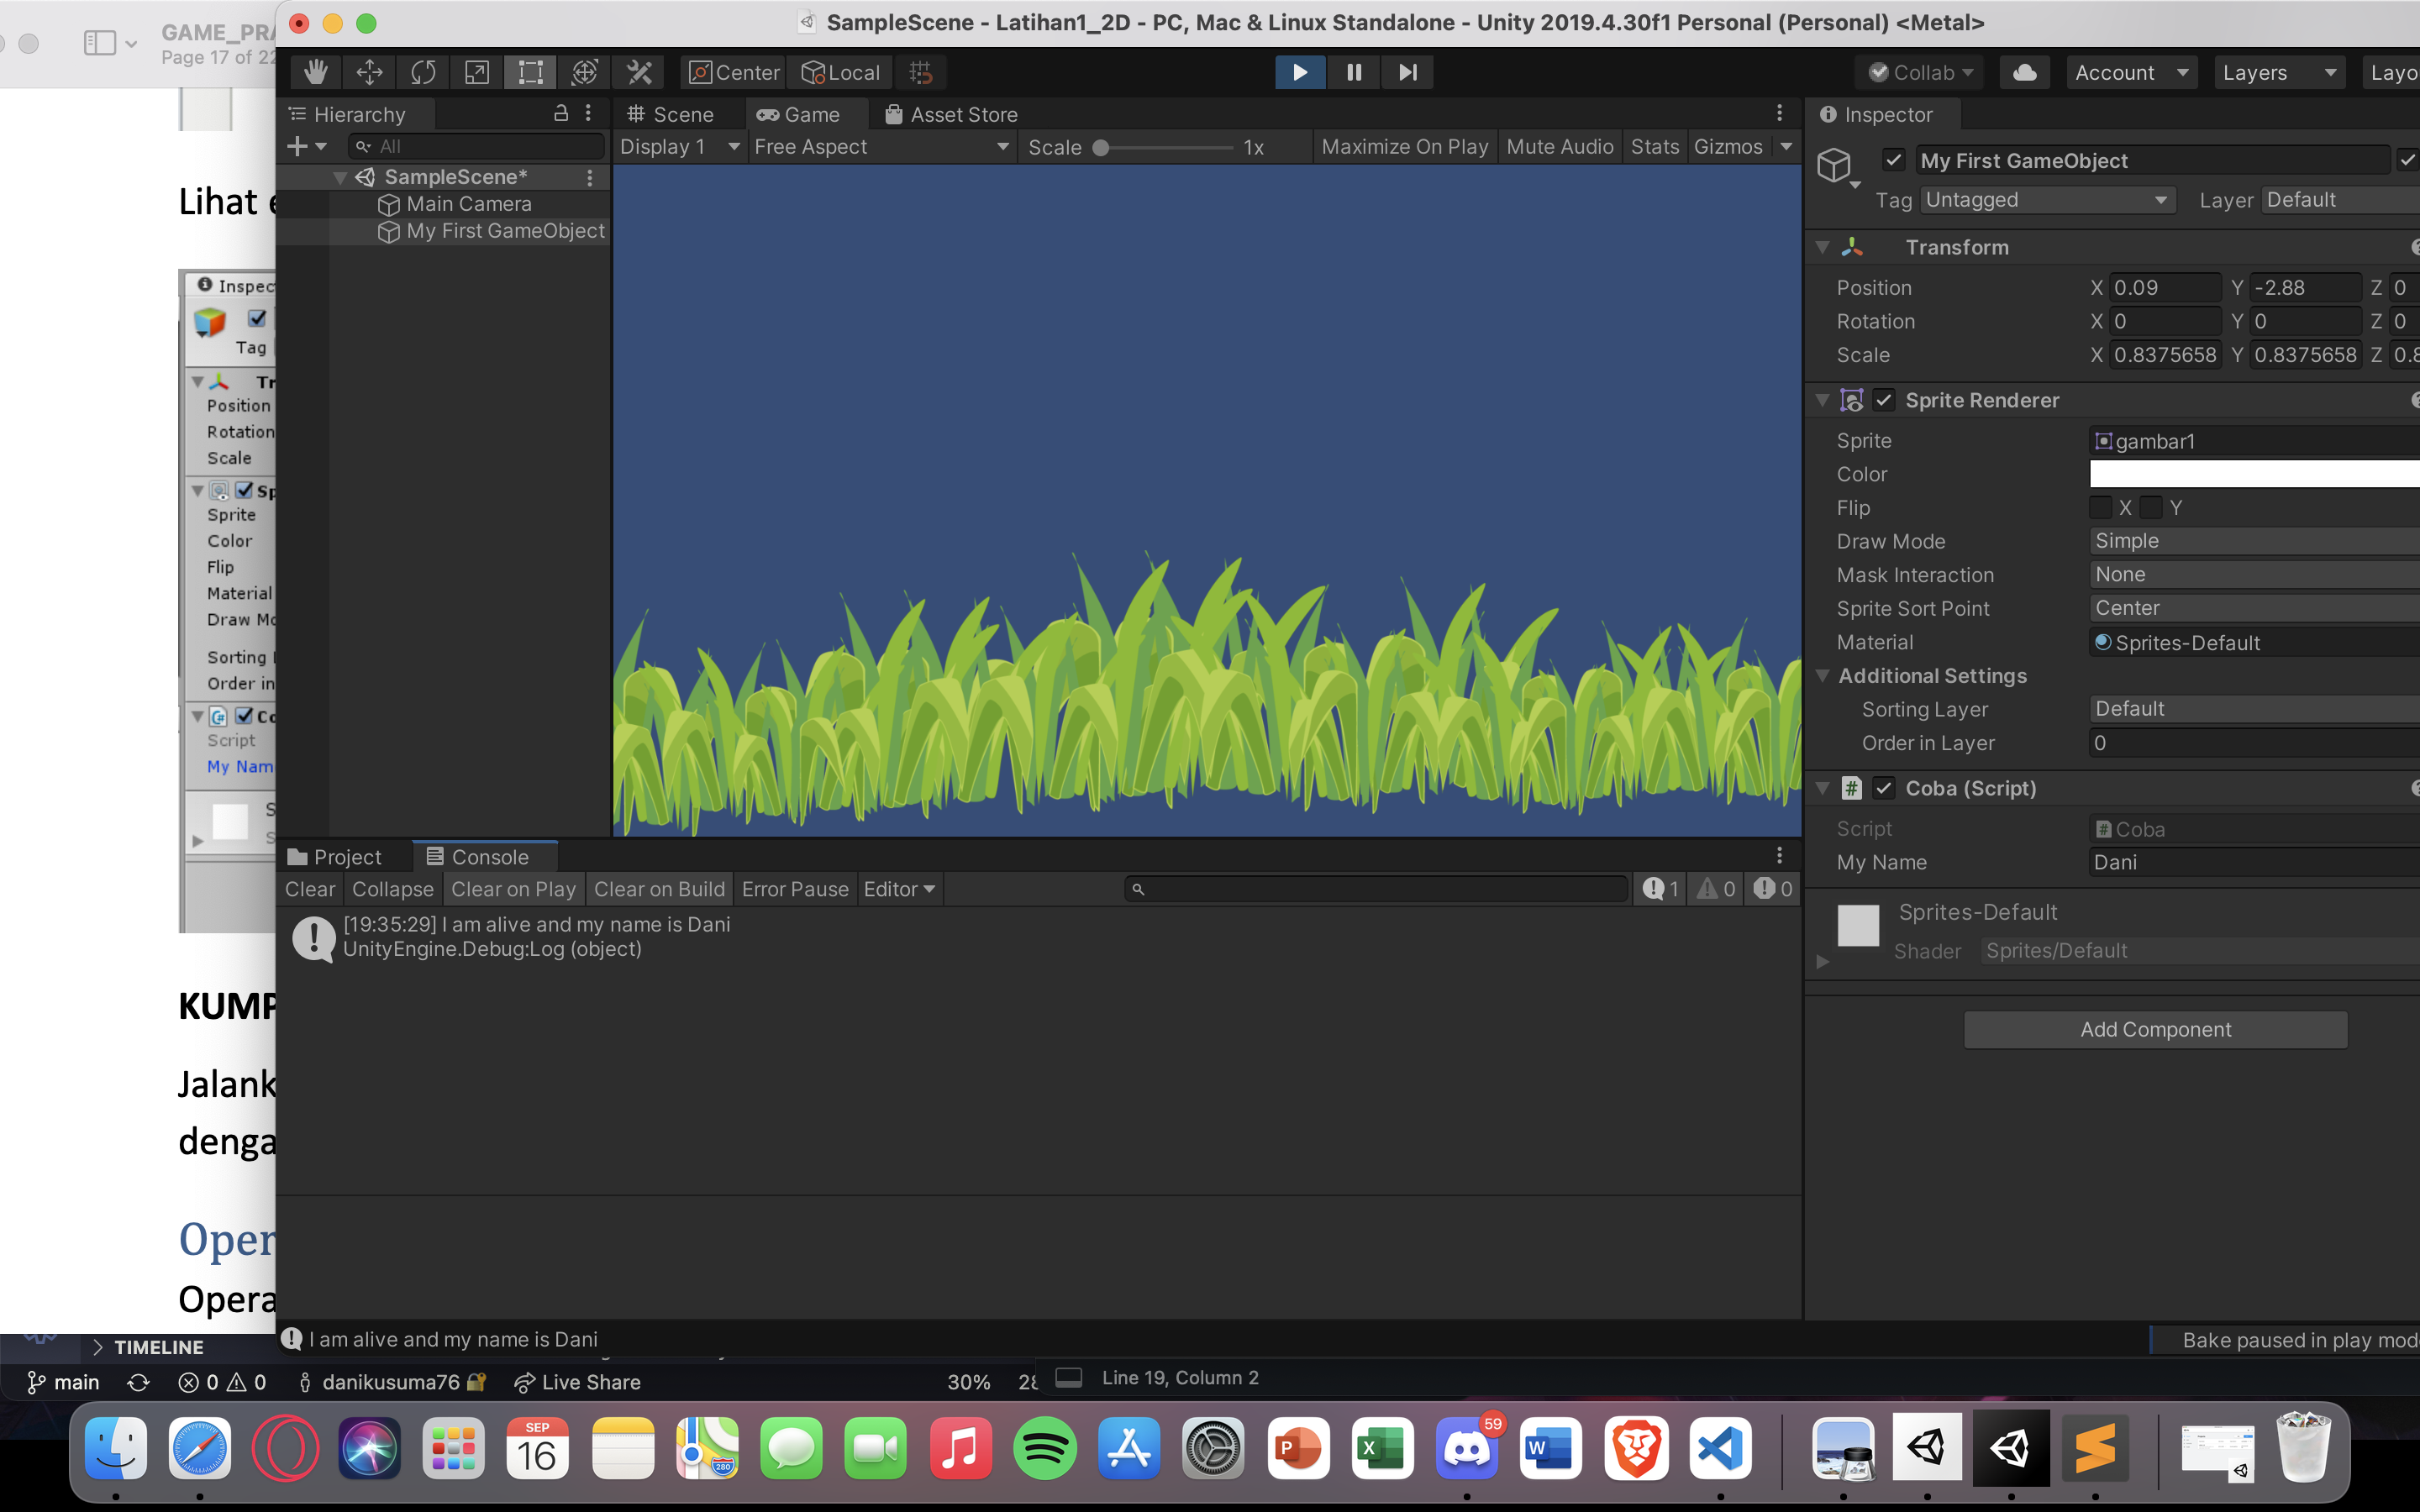 GAME_PRA
Page 17 of 22
SampleScene - Latihan1_2D - PC, Mac & Linux Standalone - Unity 2019.4.30f1 Personal (Personal) <Metal>
Center
Local
Collab
Account
Layers
Layo
Hierarchy
Scene
Game
Asset Store
Inspector
All
Display 1
Free Aspect
Scale
1x
Maximize On Play
Mute Audio
Stats
Gizmos
SampleScene*
Main Camera
My First GameObject
My First GameObject
Tag Untagged
Layer Default
Transform
Position X 0.09 Y -2.88 Z 0
Rotation X 0 Y 0 Z 0
Scale X 0.8375658 Y 0.8375658 Z 0.8
Sprite Renderer
Sprite gambar1
Color
Flip X Y
Draw Mode Simple
Mask Interaction None
Sprite Sort Point Center
Material Sprites-Default
Additional Settings
Sorting Layer Default
Order in Layer 0
Coba (Script)
Script Coba
My Name Dani
Sprites-Default
Shader Sprites/Default
Add Component
Lihat e
Inspec
Tag
Tr
Position
Rotation
Scale
Sp
Sprite
Color
Flip
Material
Draw Mo
Sorting
Order in
Co
Script
My Nam
S
S
KUMP
Jalank
denga
Oper
Opera
Project
Console
Clear
Collapse
Clear on Play
Clear on Build
Error Pause
Editor
1
0
0
[19:35:29] I am alive and my name is Dani
UnityEngine.Debug:Log (object)
I am alive and my name is Dani
Bake paused in play mod
TIMELINE
main
0 0
danikusuma76
Live Share
30%
28
Line 19, Column 2
SEP
16
280
P
X
59
W